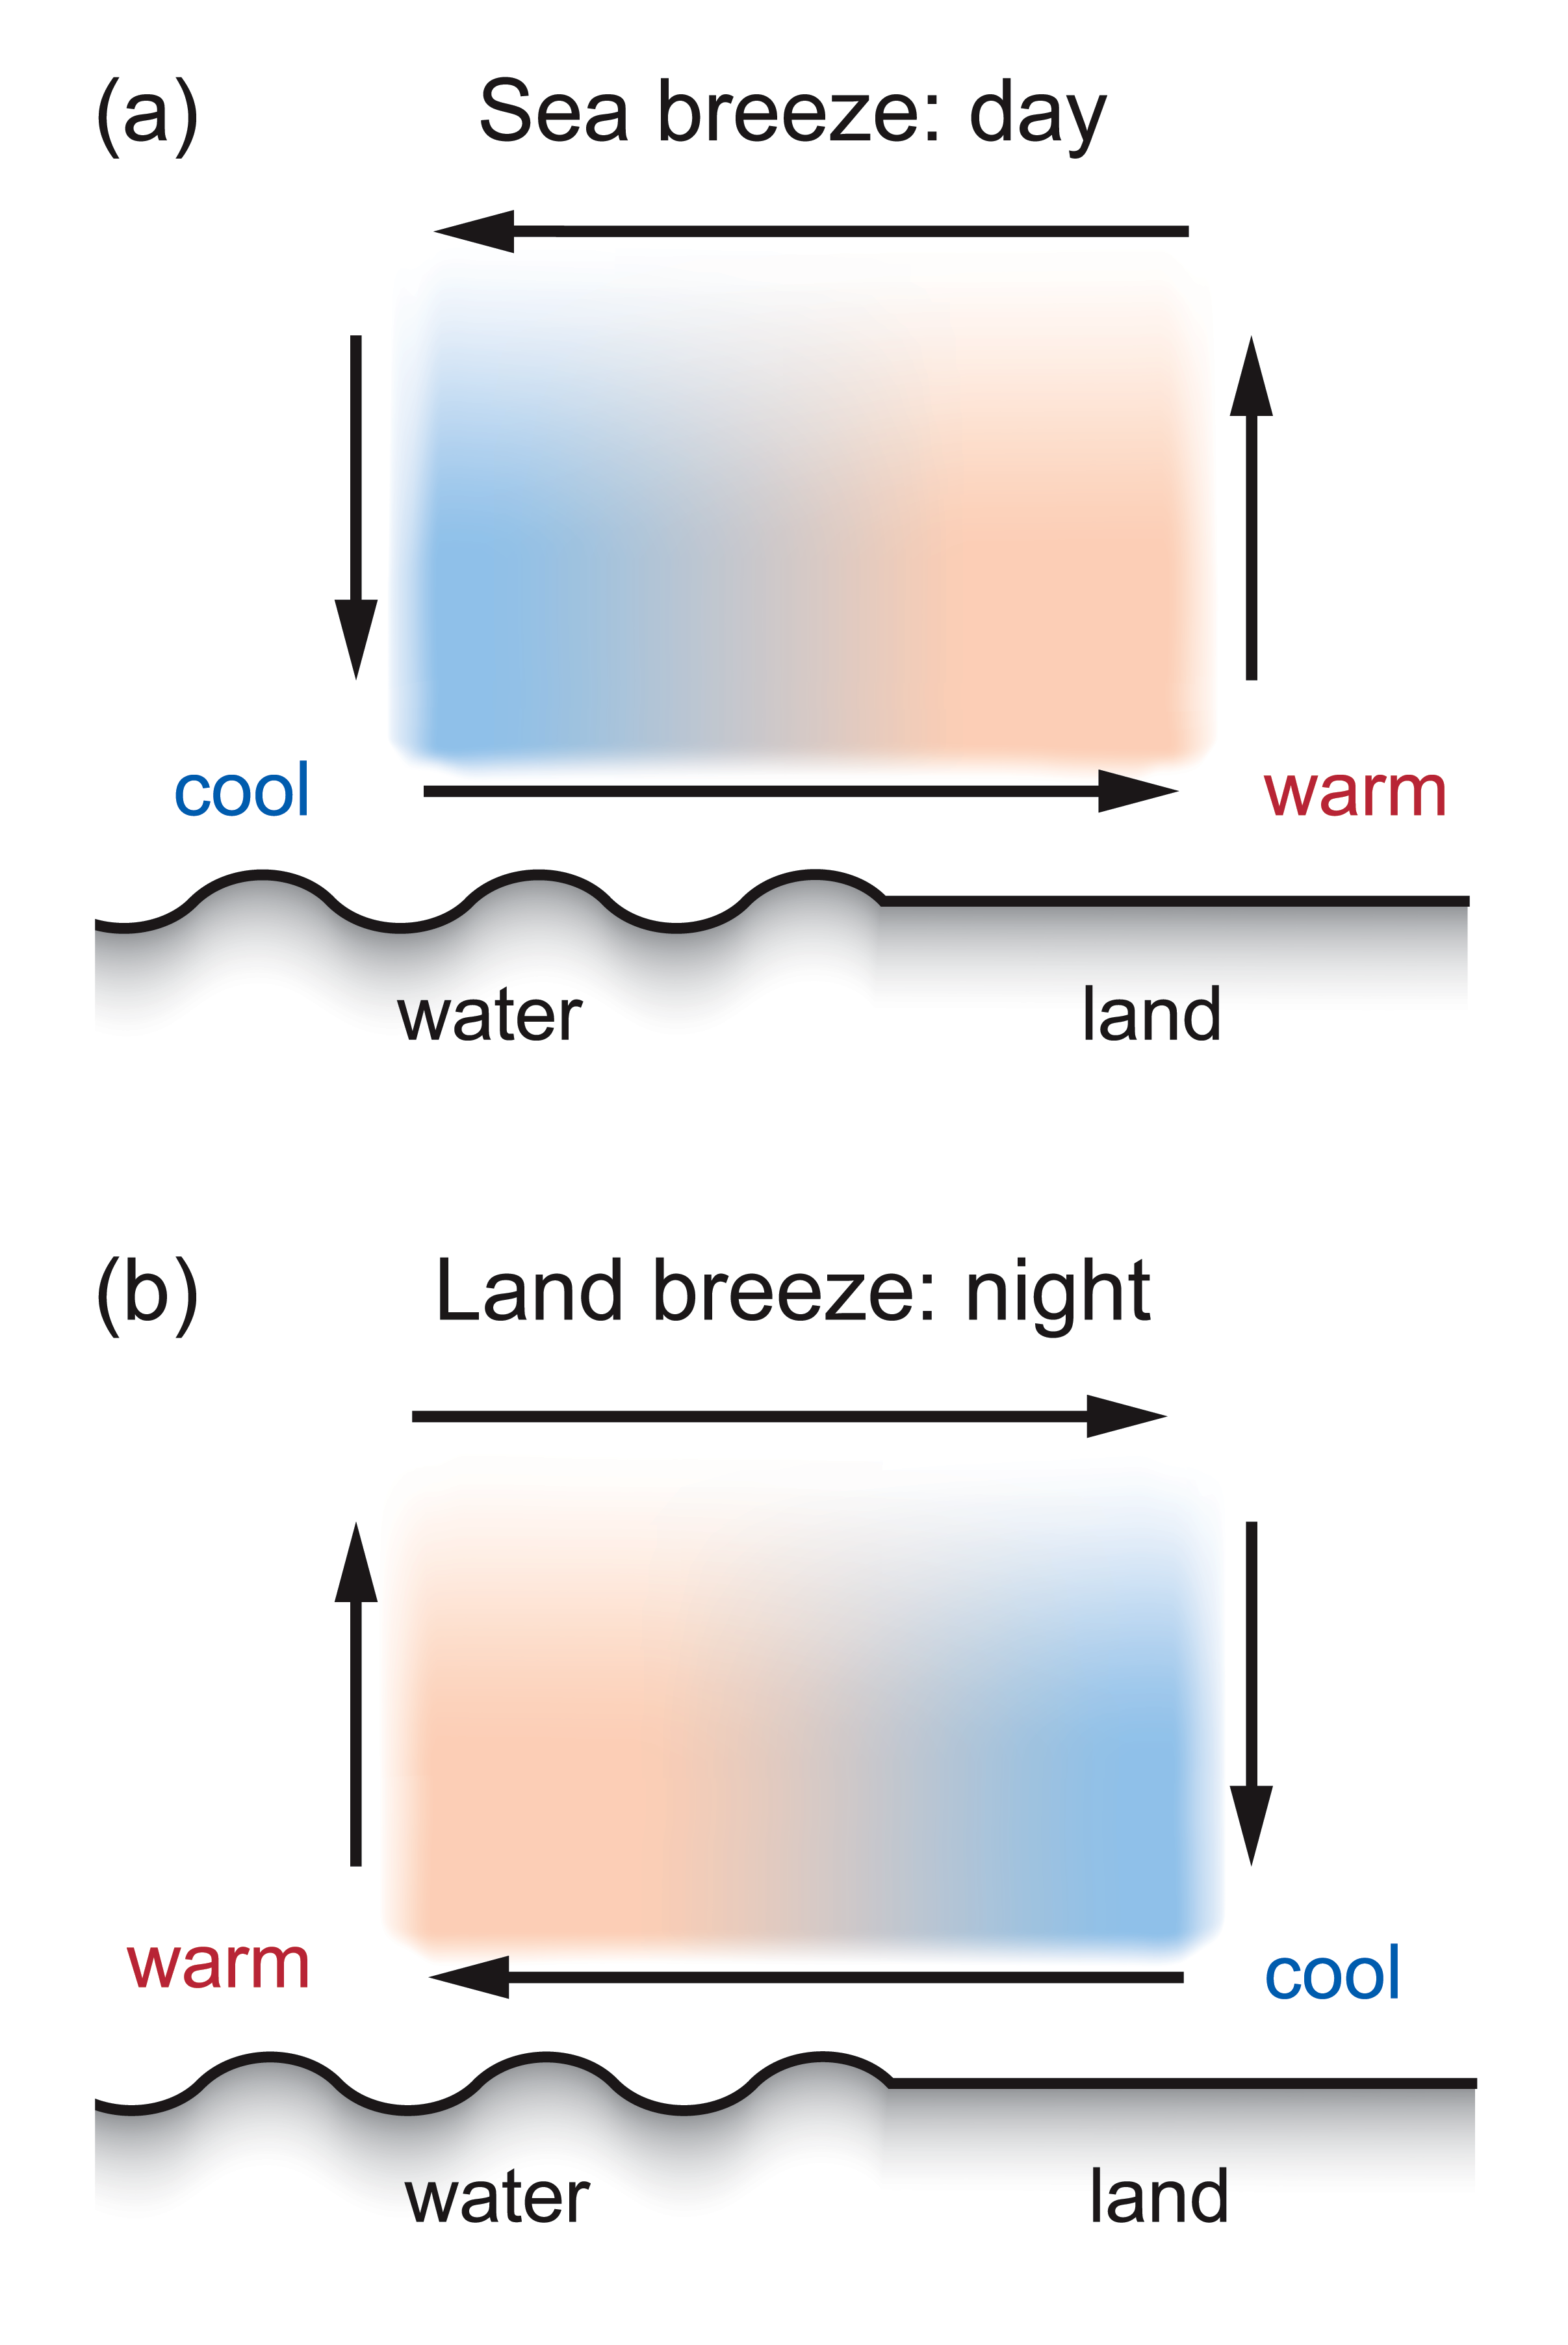 (a) Sea breeze: day
cool warm
water land
(b) Land breeze: night
warm cool
water land